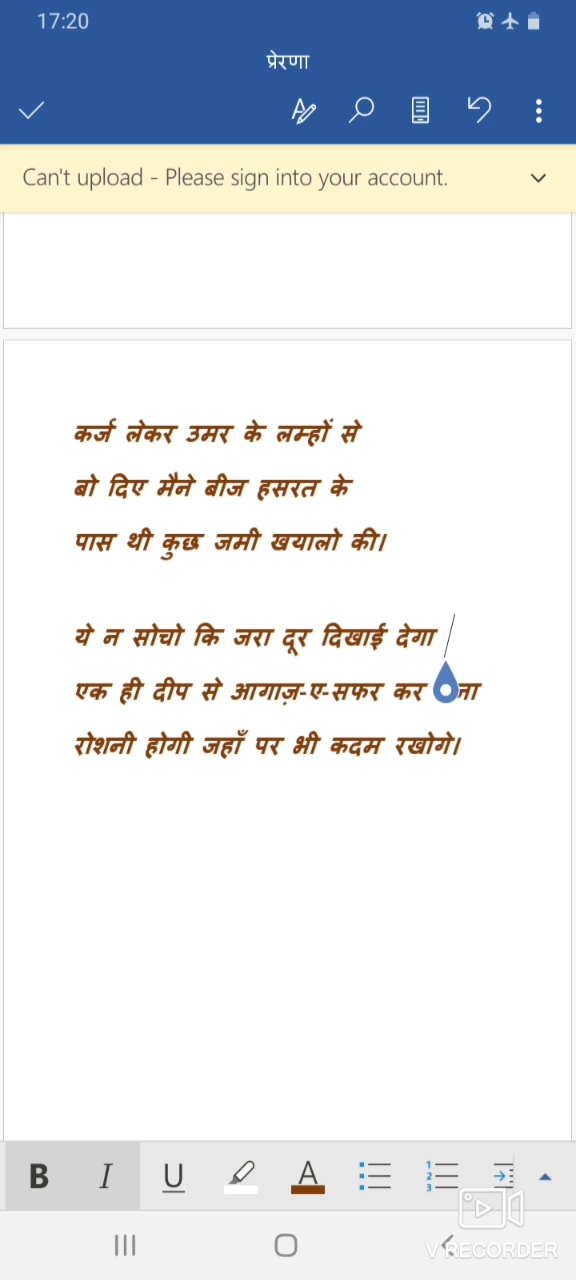 17:20
प्रेरणा
Can't upload - Please sign into your account.
कर्ज लेकर उमर के लम्हों से
बो दिए मैने बीज हसरत के
पास थी कुछ जमी खयालो की।
ये न सोचो कि जरा दूर दिखाई देगा
एक ही दीप से आगाज़-ए-सफर कर
रोशनी होगी जहाँ पर भी कदम रखोगे।
B I U A
V RECORDER